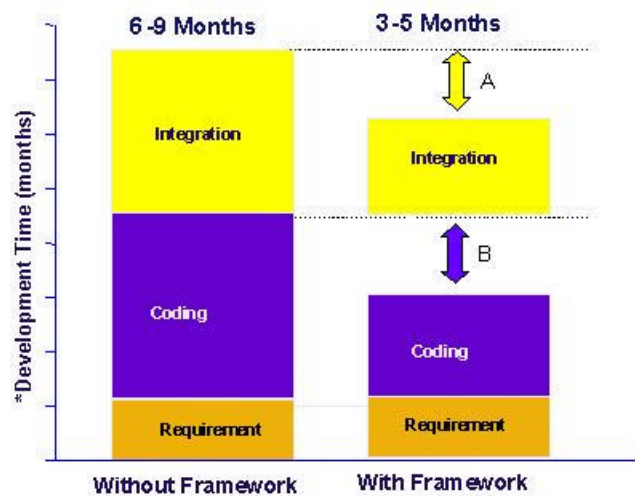 6-9 Months
3-5 Months
A
Integration
Integration
*Development Time (months)
B
Coding
Coding
Requirement
Requirement
Without Framework
With Framework